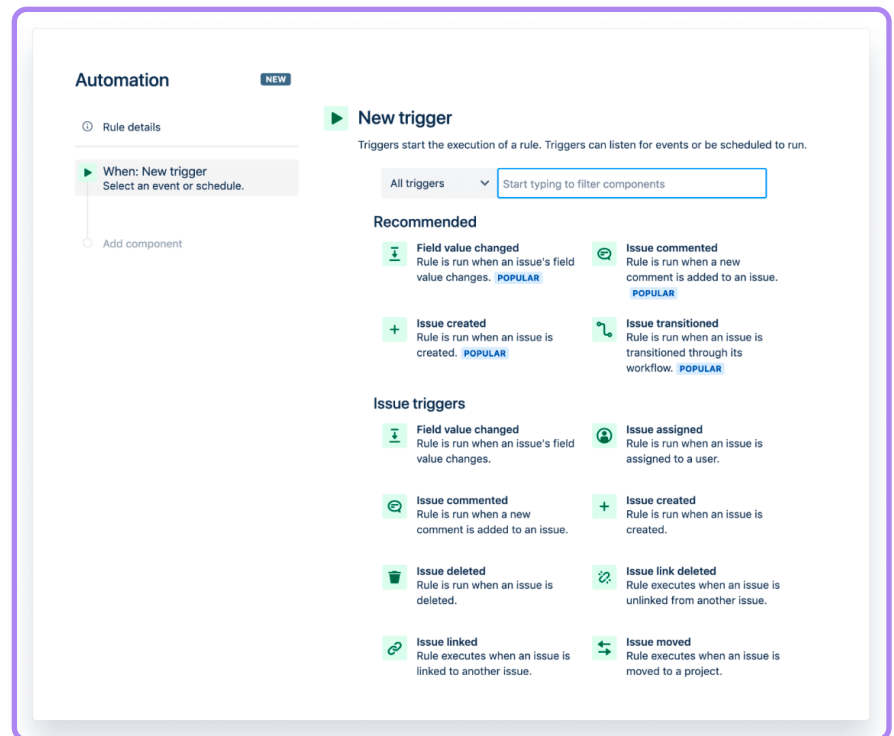 Automation
NEW
Rule details
When: New trigger
Select an event or schedule.
Add component
New trigger
Triggers start the execution of a rule. Triggers can listen for events or be scheduled to run.
All triggers
Start typing to filter components
Recommended
Field value changed
Rule is run when an issue's field
value changes. POPULAR
Issue commented
Rule is run when a new
comment is added to an issue.
POPULAR
Issue created
Rule is run when an issue is
created. POPULAR
Issue transitioned
Rule is run when an issue is
transitioned through its
workflow. POPULAR
Issue triggers
Field value changed
Rule is run when an issue's field
value changes.
Issue assigned
Rule is run when an issue is
assigned to a user.
Issue commented
Rule is run when a new
comment is added to an issue.
Issue created
Rule is run when an issue is
created.
Issue deleted
Rule is run when an issue is
deleted.
Issue link deleted
Rule executes when an issue is
unlinked from another issue.
Issue linked
Rule executes when an issue is
linked to another issue.
Issue moved
Rule executes when an issue is
moved to a project.